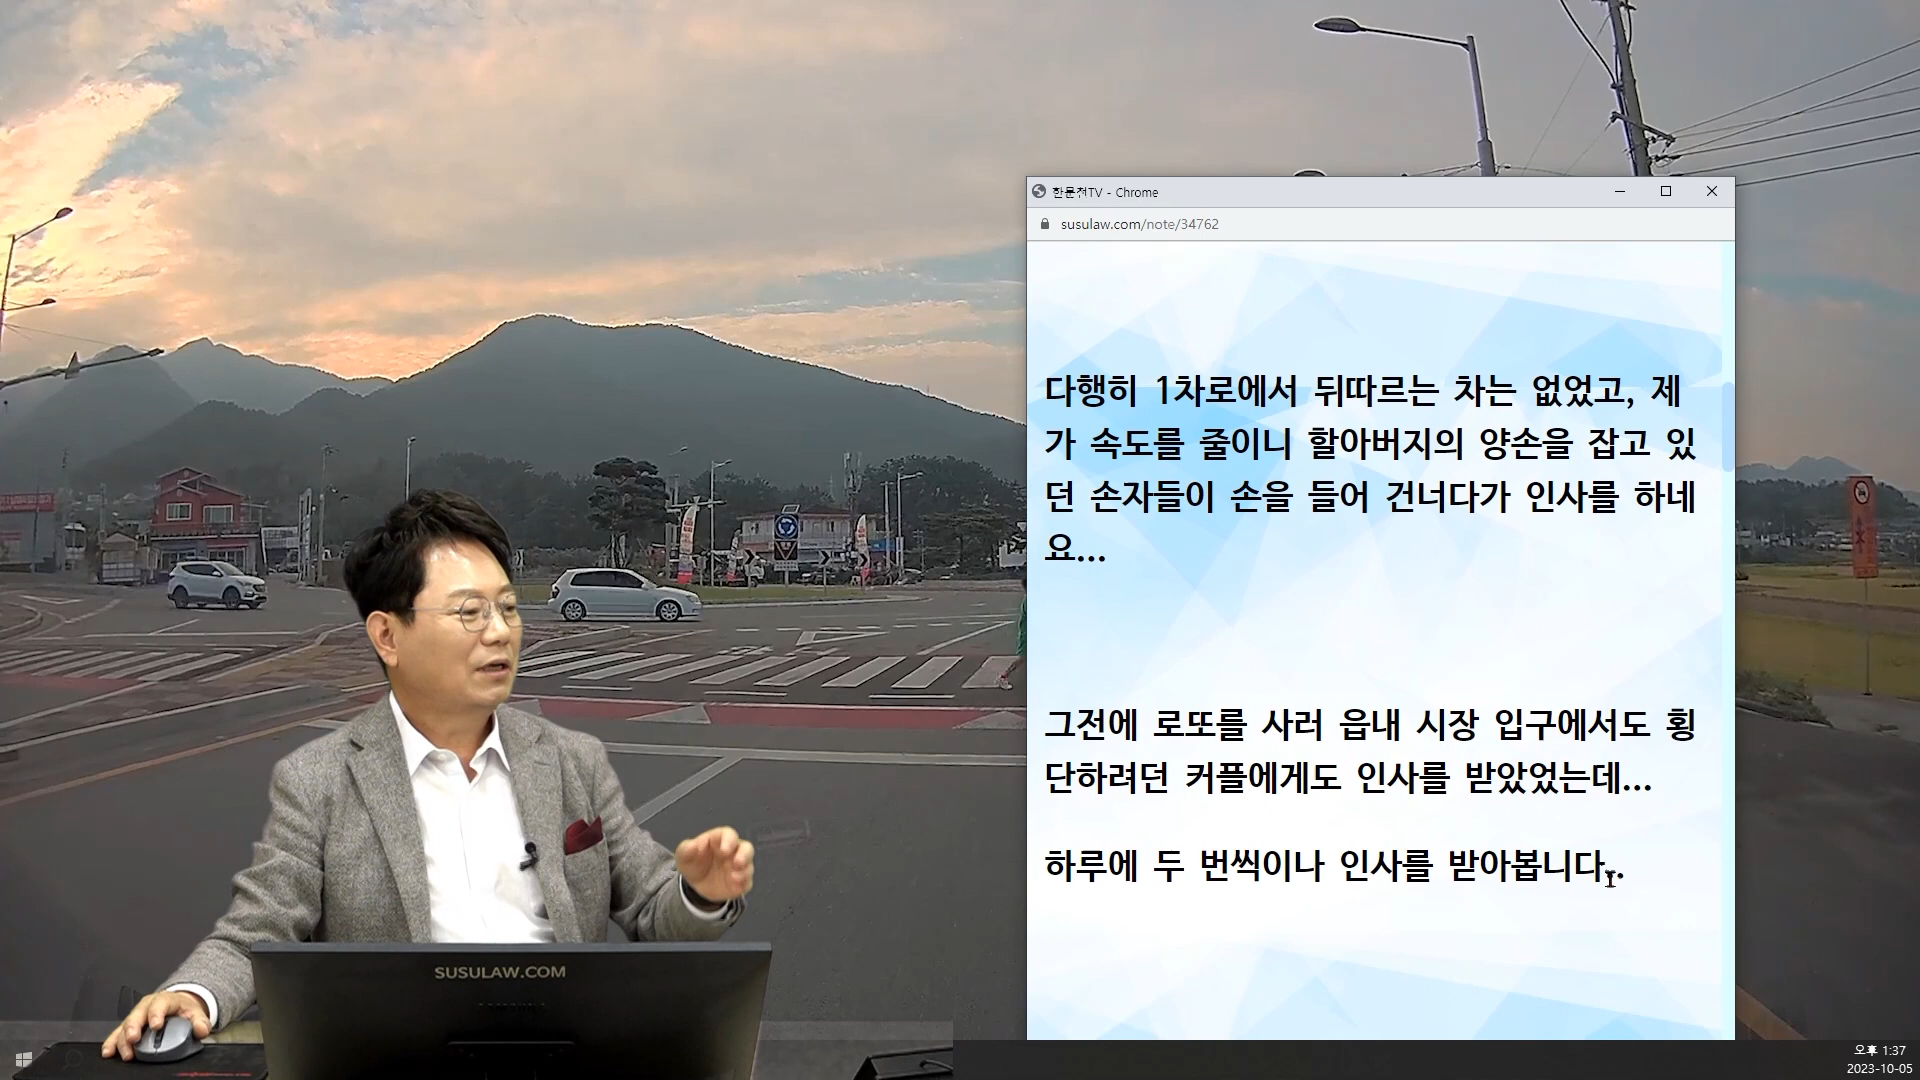 한문철TV - Chrome
susulaw.com/note/34762
다행히 1차로에서 뒤따르는 차는 없었고, 제
가 속도를 줄이니 할아버지의 양손을 잡고 있
던 손자들이 손을 들어 건너다가 인사를 하네
요...
그전에 로또를 사러 읍내 시장 입구에서도 횡
단하려던 커플에게도 인사를 받았었는데...
하루에 두 번씩이나 인사를 받아봅니다..
SUSULAW.COM
오후 1:37
2023-10-05